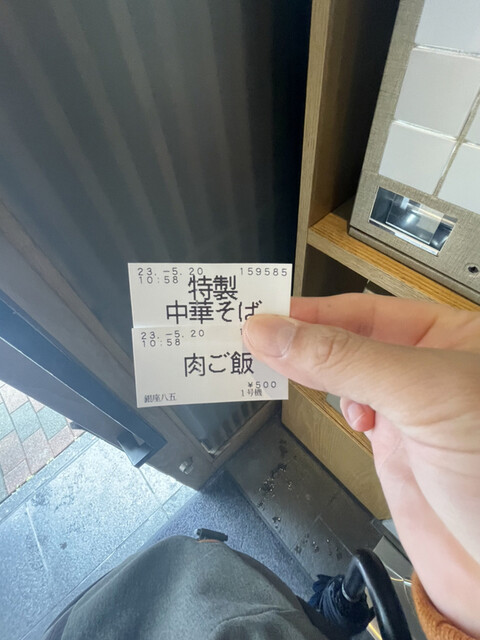 23.-5.20 159585
10:58 特製
中華そば
23.-5.20
10:58
肉ご飯
¥500
銀座八五 1号機